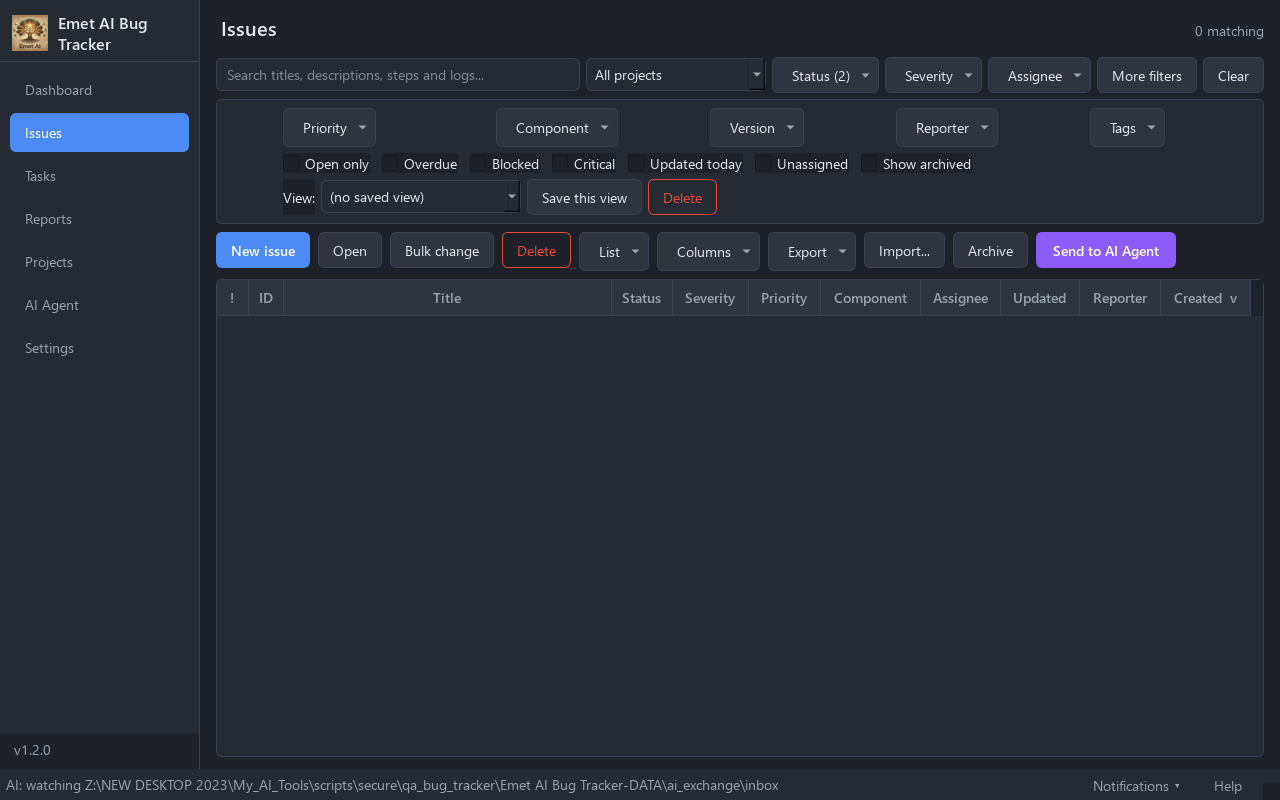 Emet AI Bug
Tracker
Emet AI
Dashboard
Issues
Tasks
Reports
Projects
AI Agent
Settings
v1.2.0
Issues
0 matching
Search titles, descriptions, steps and logs...
All projects
Status (2)
Severity
Assignee
More filters
Clear
Priority
Component
Version
Reporter
Tags
Open only
Overdue
Blocked
Critical
Updated today
Unassigned
Show archived
View:
(no saved view)
Save this view
Delete
New issue
Open
Bulk change
Delete
List
Columns
Export
Import...
Archive
Send to AI Agent
! ID Title Status Severity Priority Component Assignee Updated Reporter Created v
AI: watching Z:\NEW DESKTOP 2023\My_AI_Tools\scripts\secure\qa_bug_tracker\Emet AI Bug Tracker-DATA\ai_exchange\inbox
Notifications
Help